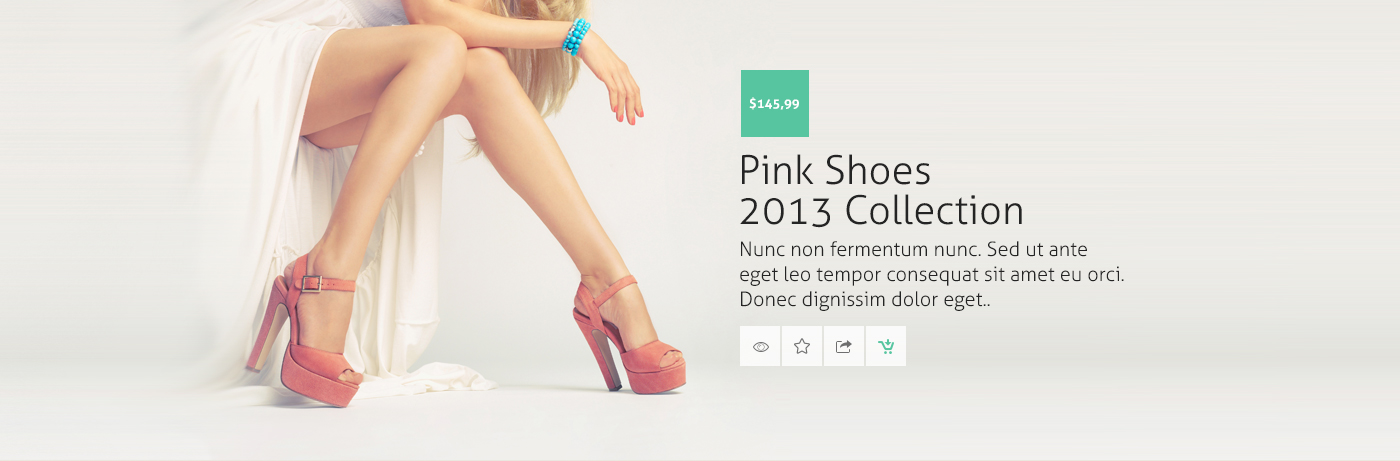 $145,99
Pink Shoes
2013 Collection
Nunc non fermentum nunc. Sed ut ante
eget leo tempor consequat sit amet eu orci.
Donec dignissim dolor eget..